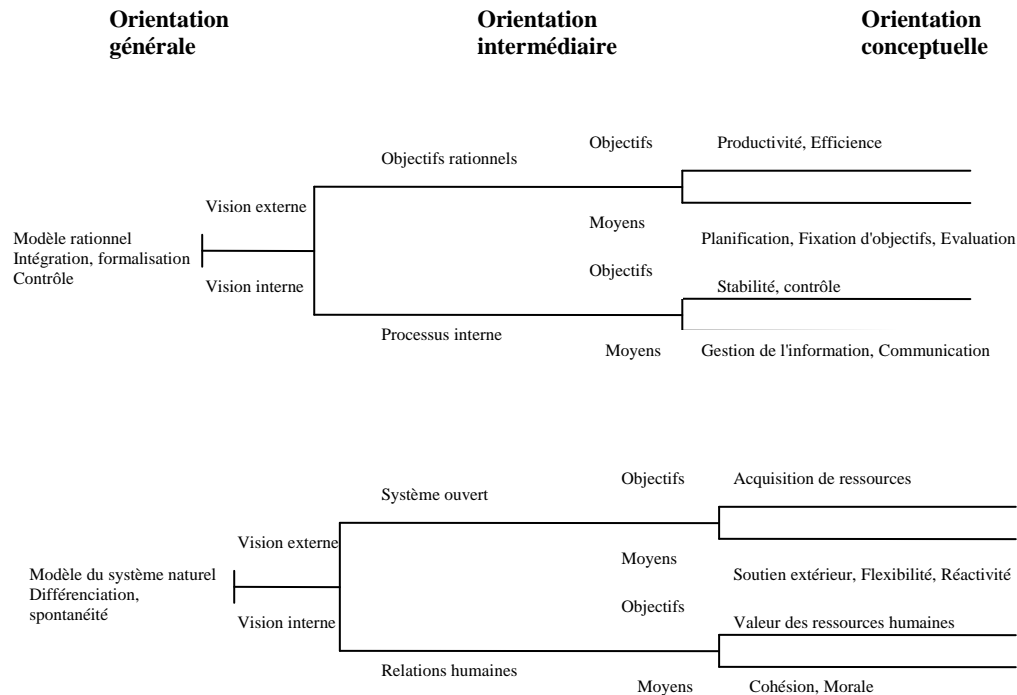 Orientation générale
Orientation intermédiaire
Orientation conceptuelle
Objectifs
Productivité, Efficience
Objectifs rationnels
Vision externe
Moyens
Modèle rationnel
Planification, Fixation d'objectifs, Evaluation
Intégration, formalisation
Objectifs
Contrôle
Vision interne
Stabilité, contrôle
Processus interne
Moyens
Gestion de l'information, Communication
Objectifs
Acquisition de ressources
Système ouvert
Vision externe
Moyens
Modèle du système naturel
Soutien extérieur, Flexibilité, Réactivité
Différenciation,
spontanéité
Objectifs
Vision interne
Valeur des ressources humaines
Relations humaines
Moyens
Cohésion, Morale